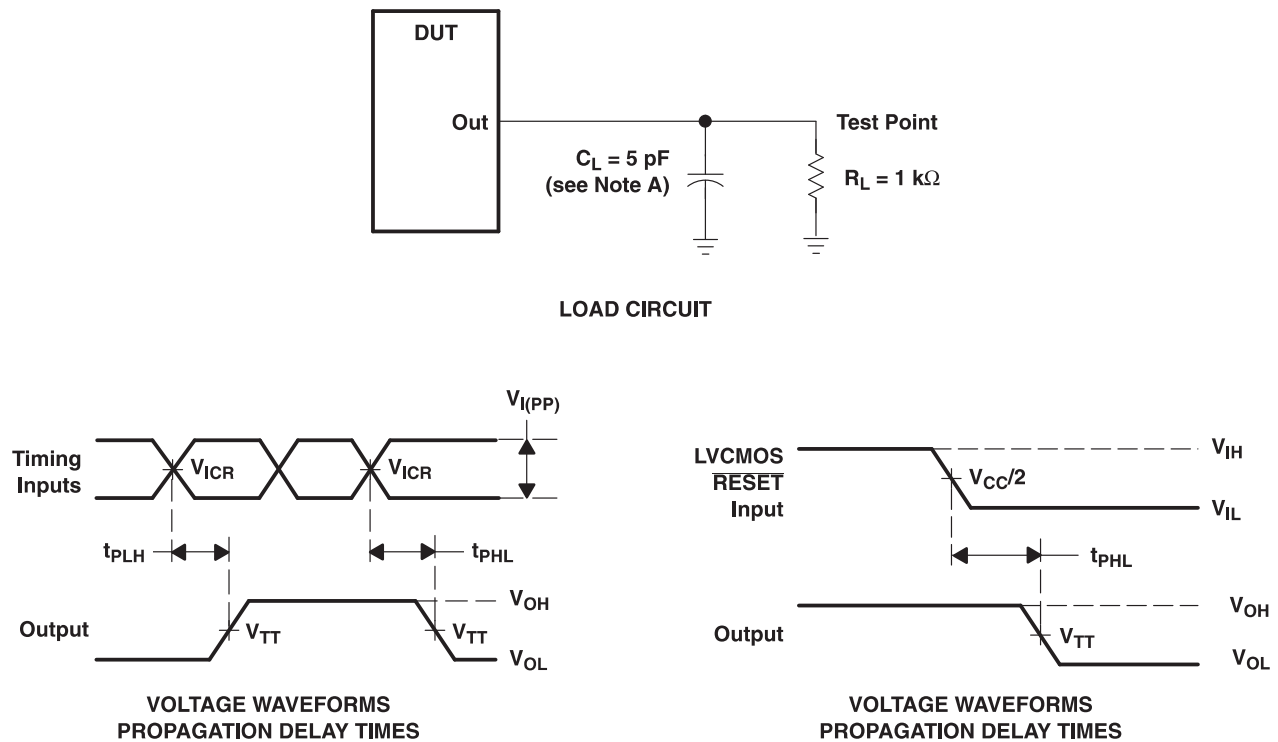 DUT
Out
Test Point
C_L = 5 pF
(see Note A)
R_L = 1 kΩ
LOAD CIRCUIT
V_I(PP)
Timing
Inputs
V_ICR
V_ICR
t_PLH
t_PHL
Output
V_TT
V_TT
V_OH
V_OL
VOLTAGE WAVEFORMS
PROPAGATION DELAY TIMES
LVCMOS
RESET
Input
V_IH
V_CC/2
V_IL
t_PHL
Output
V_OH
V_TT
V_OL
VOLTAGE WAVEFORMS
PROPAGATION DELAY TIMES